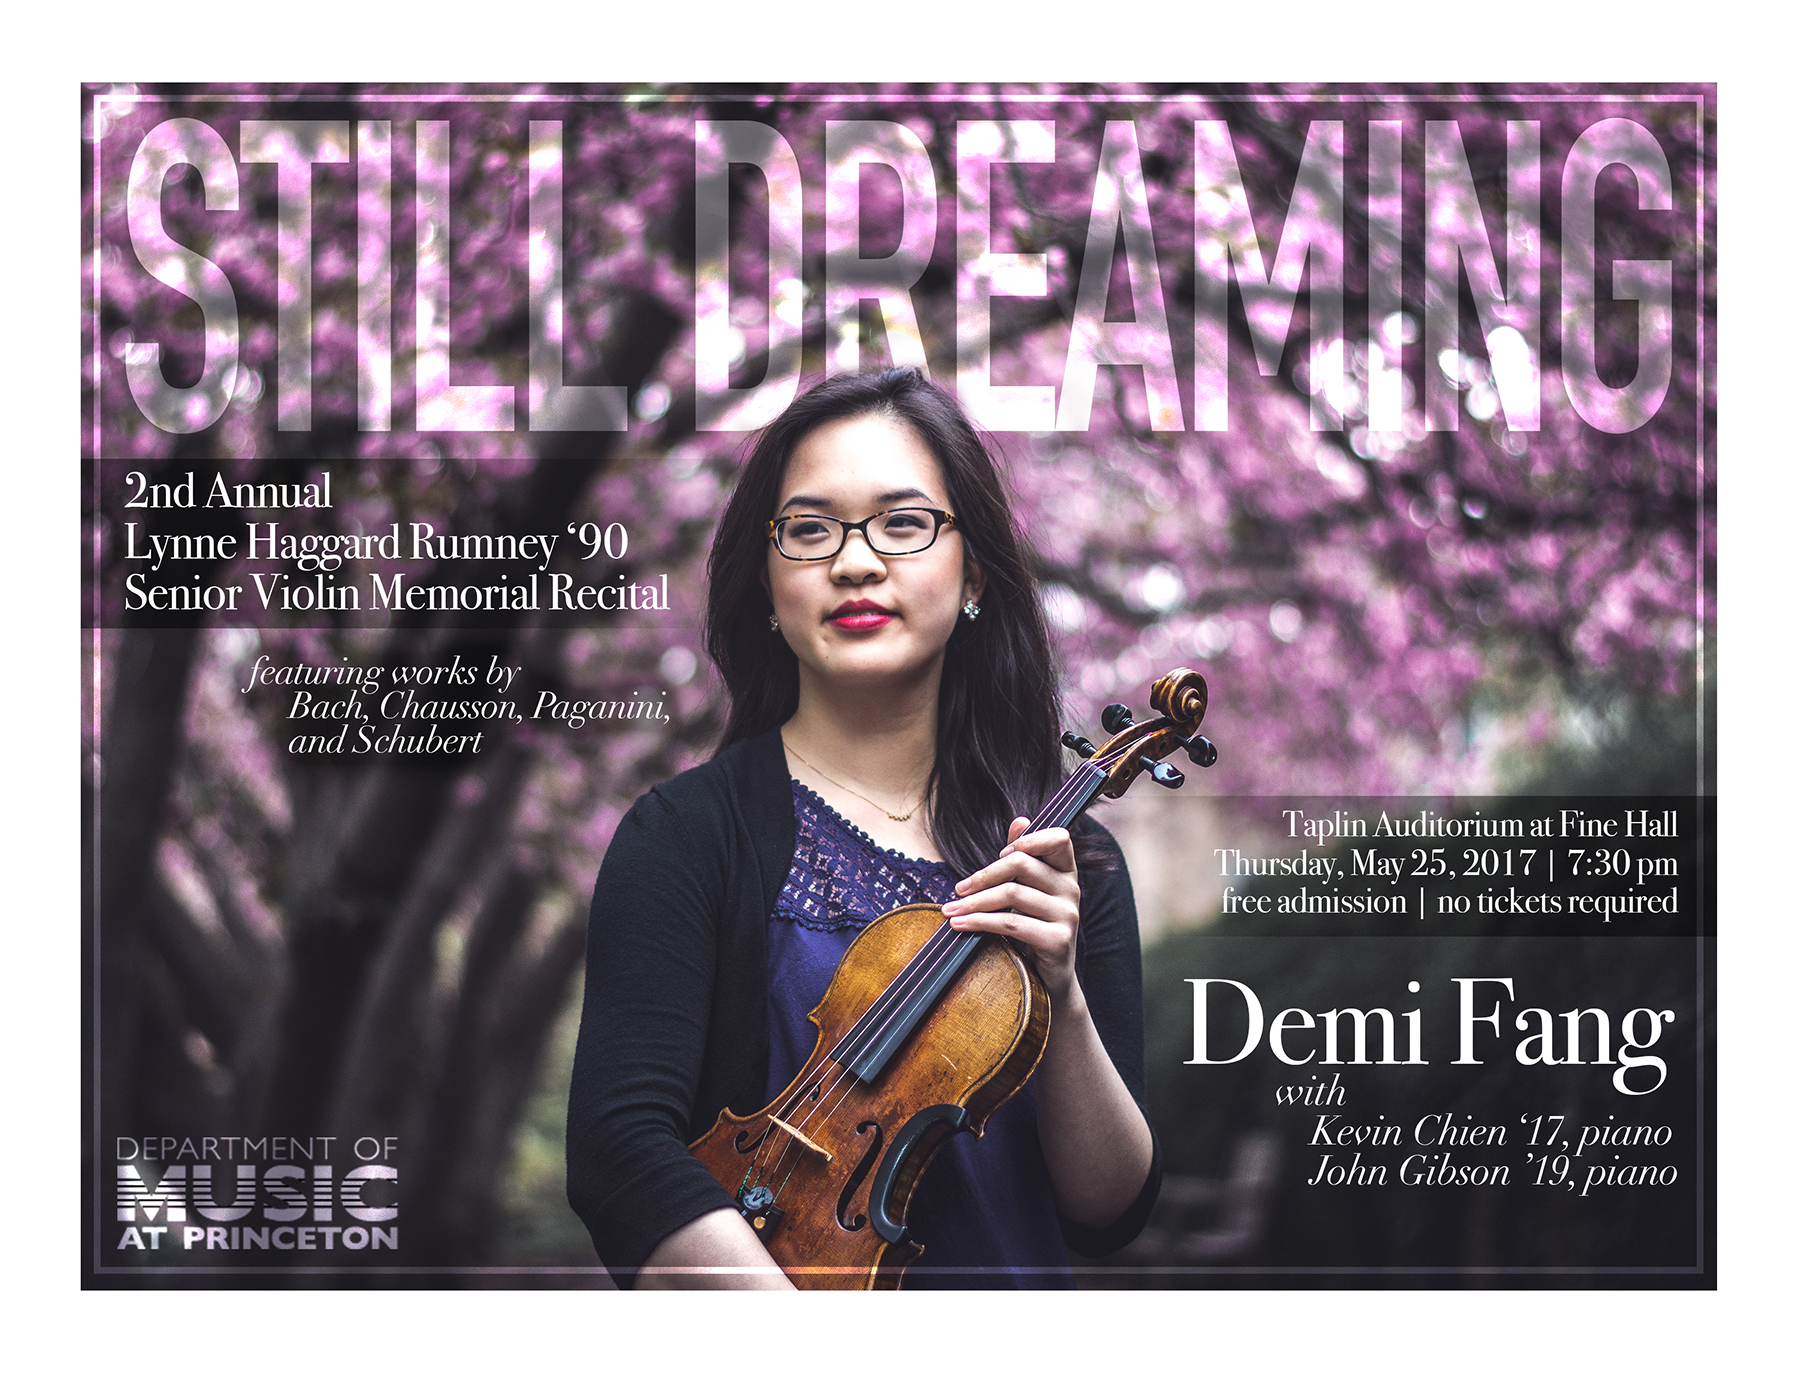 STILL DREAMING
2nd Annual
Lynne Haggard Rumney ‘90
Senior Violin Memorial Recital
featuring works by
Bach, Chausson, Paganini,
and Schubert
Taplin Auditorium at Fine Hall
Thursday, May 25, 2017 | 7:30 pm
free admission | no tickets required
Demi Fang
with
Kevin Chien ‘17, piano
John Gibson ’19, piano
DEPARTMENT OF
MUSIC
AT PRINCETON